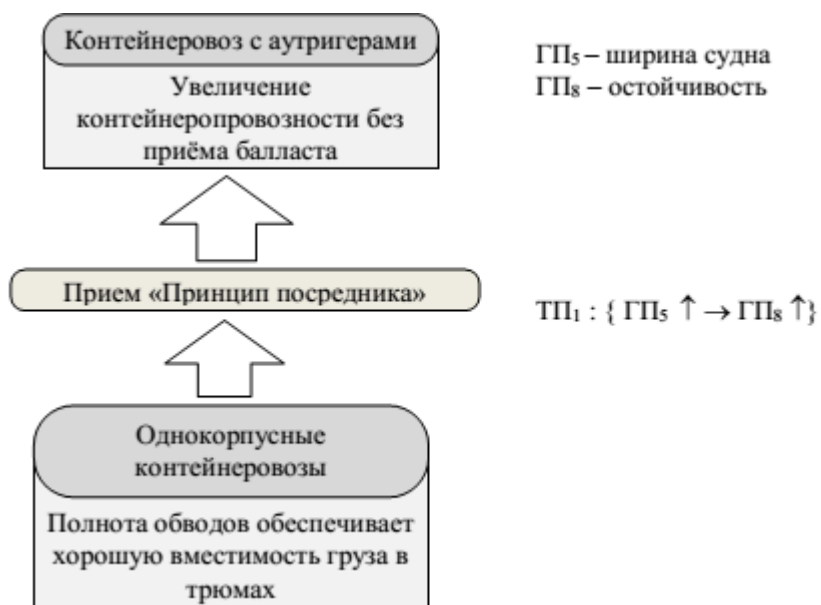 Контейнеровоз с аутригерами
Увеличение
контейнеропровозности без
приёма балласта
ГП₅ – ширина судна
ГП₈ – остойчивость
Прием «Принцип посредника»
ТП₁ : { ГП₅ ↑ → ГП₈ ↑}
Однокорпусные
контейнеровозы
Полнота обводов обеспечивает
хорошую вместимость груза в
трюмах